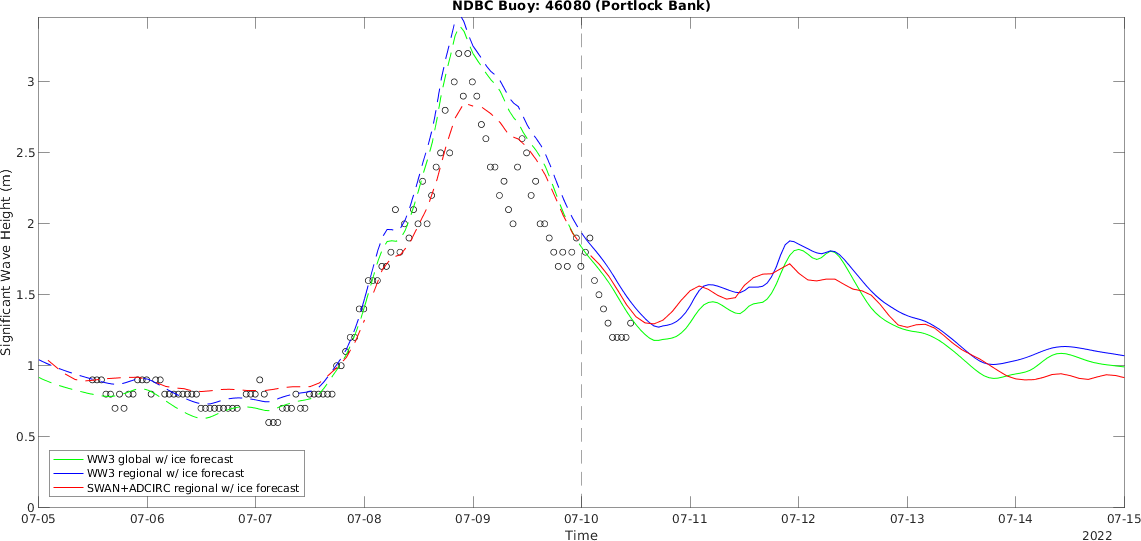 NDBC Buoy: 46080 (Portlock Bank)
Significant Wave Height (m)
3
2.5
2
1.5
1
0.5
0
WW3 global w/ ice forecast
WW3 regional w/ ice forecast
SWAN+ADCIRC regional w/ ice forecast
07-05 07-06 07-07 07-08 07-09 07-10 07-11 07-12 07-13 07-14 07-15
Time
2022